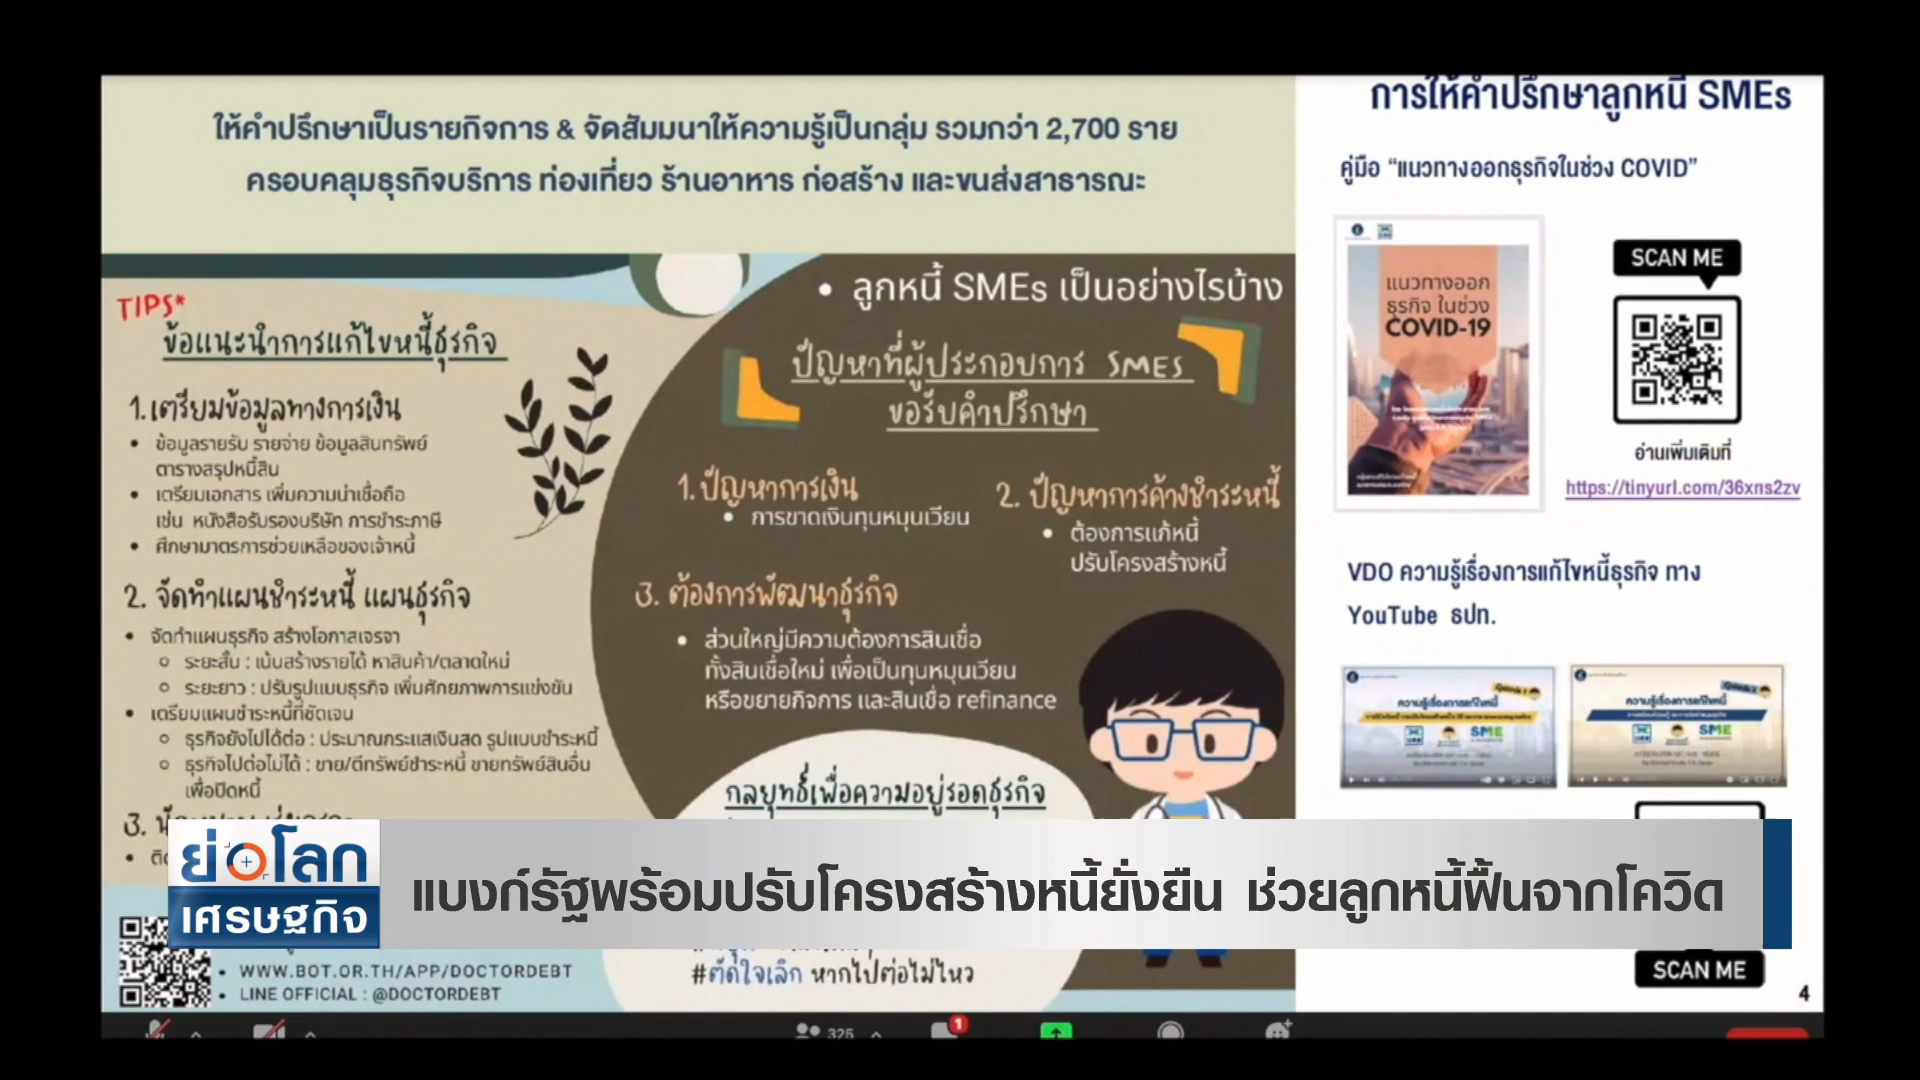 ให้คำปรึกษาเป็นรายกิจการ & จัดสัมมนาให้ความรู้เป็นกลุ่ม รวมกว่า 2,700 ราย
ครอบคลุมธุรกิจบริการ ท่องเที่ยว ร้านอาหาร ก่อสร้าง และขนส่งสาธารณะ
TIPS*
ข้อแนะนำการแก้ไขหนี้ธุรกิจ
1. เตรียมข้อมูลทางการเงิน
• ข้อมูลรายรับ รายจ่าย ข้อมูลสินทรัพย์
ตารางสรุปหนี้สิน
• เตรียมเอกสาร เพิ่มความน่าเชื่อถือ
เช่น หนังสือรับรองบริษัท การชำระภาษี
• ศึกษามาตรการช่วยเหลือของเจ้าหนี้
2. จัดทำแผนชำระหนี้ แผนธุรกิจ
• จัดทำแผนธุรกิจ สร้างโอกาสเจรจา
ระยะสั้น : เน้นสร้างรายได้ หาสินค้า/ตลาดใหม่
ระยะยาว : ปรับรูปแบบธุรกิจ เพิ่มศักยภาพการแข่งขัน
• เตรียมแผนชำระหนี้ที่ชัดเจน
ธุรกิจยังไปได้ต่อ : ประมาณกระแสเงินสด รูปแบบชำระหนี้
ธุรกิจไปต่อไม่ได้ : ขาย/ตีทรัพย์ชำระหนี้ ขายทรัพย์สินอื่น
เพื่อปิดหนี้
3.
• WWW.BOT.OR.TH/APP/DOCTORDEBT
• LINE OFFICIAL : @DOCTORDEBT
• ลูกหนี้ SMEs เป็นอย่างไรบ้าง
ปัญหาที่ผู้ประกอบการ SMES
ขอรับคำปรึกษา
1. ปัญหาการเงิน
• การขาดเงินทุนหมุนเวียน
2. ปัญหาการค้างชำระหนี้
• ต้องการแก้หนี้
ปรับโครงสร้างหนี้
3. ต้องการพัฒนาธุรกิจ
• ส่วนใหญ่มีความต้องการสินเชื่อ
ทั้งสินเชื่อใหม่ เพื่อเป็นทุนหมุนเวียน
หรือขยายกิจการ และสินเชื่อ refinance
กลยุทธ์เพื่อความอยู่รอดธุรกิจ
#ตัดใจเลิก หากไปต่อไม่ไหว
การให้คำปรึกษาลูกหนี้ SMEs
คู่มือ “แนวทางออกธุรกิจในช่วง COVID”
แนวทางออก
ธุรกิจ ในช่วง
COVID-19
SCAN ME
อ่านเพิ่มเติมที่
https://tinyurl.com/36xns2zv
VDO ความรู้เรื่องการแก้ไขหนี้ธุรกิจ ทาง
YouTube ธปท.
ความรู้เรื่องการแก้ไขหนี้
SME
ความรู้เรื่องการแก้ไขหนี้
SME
SCAN ME
4
ย่อโลก
เศรษฐกิจ
แบงก์รัฐพร้อมปรับโครงสร้างหนี้ยั่งยืน ช่วยลูกหนี้ฟื้นจากโควิด
325
1